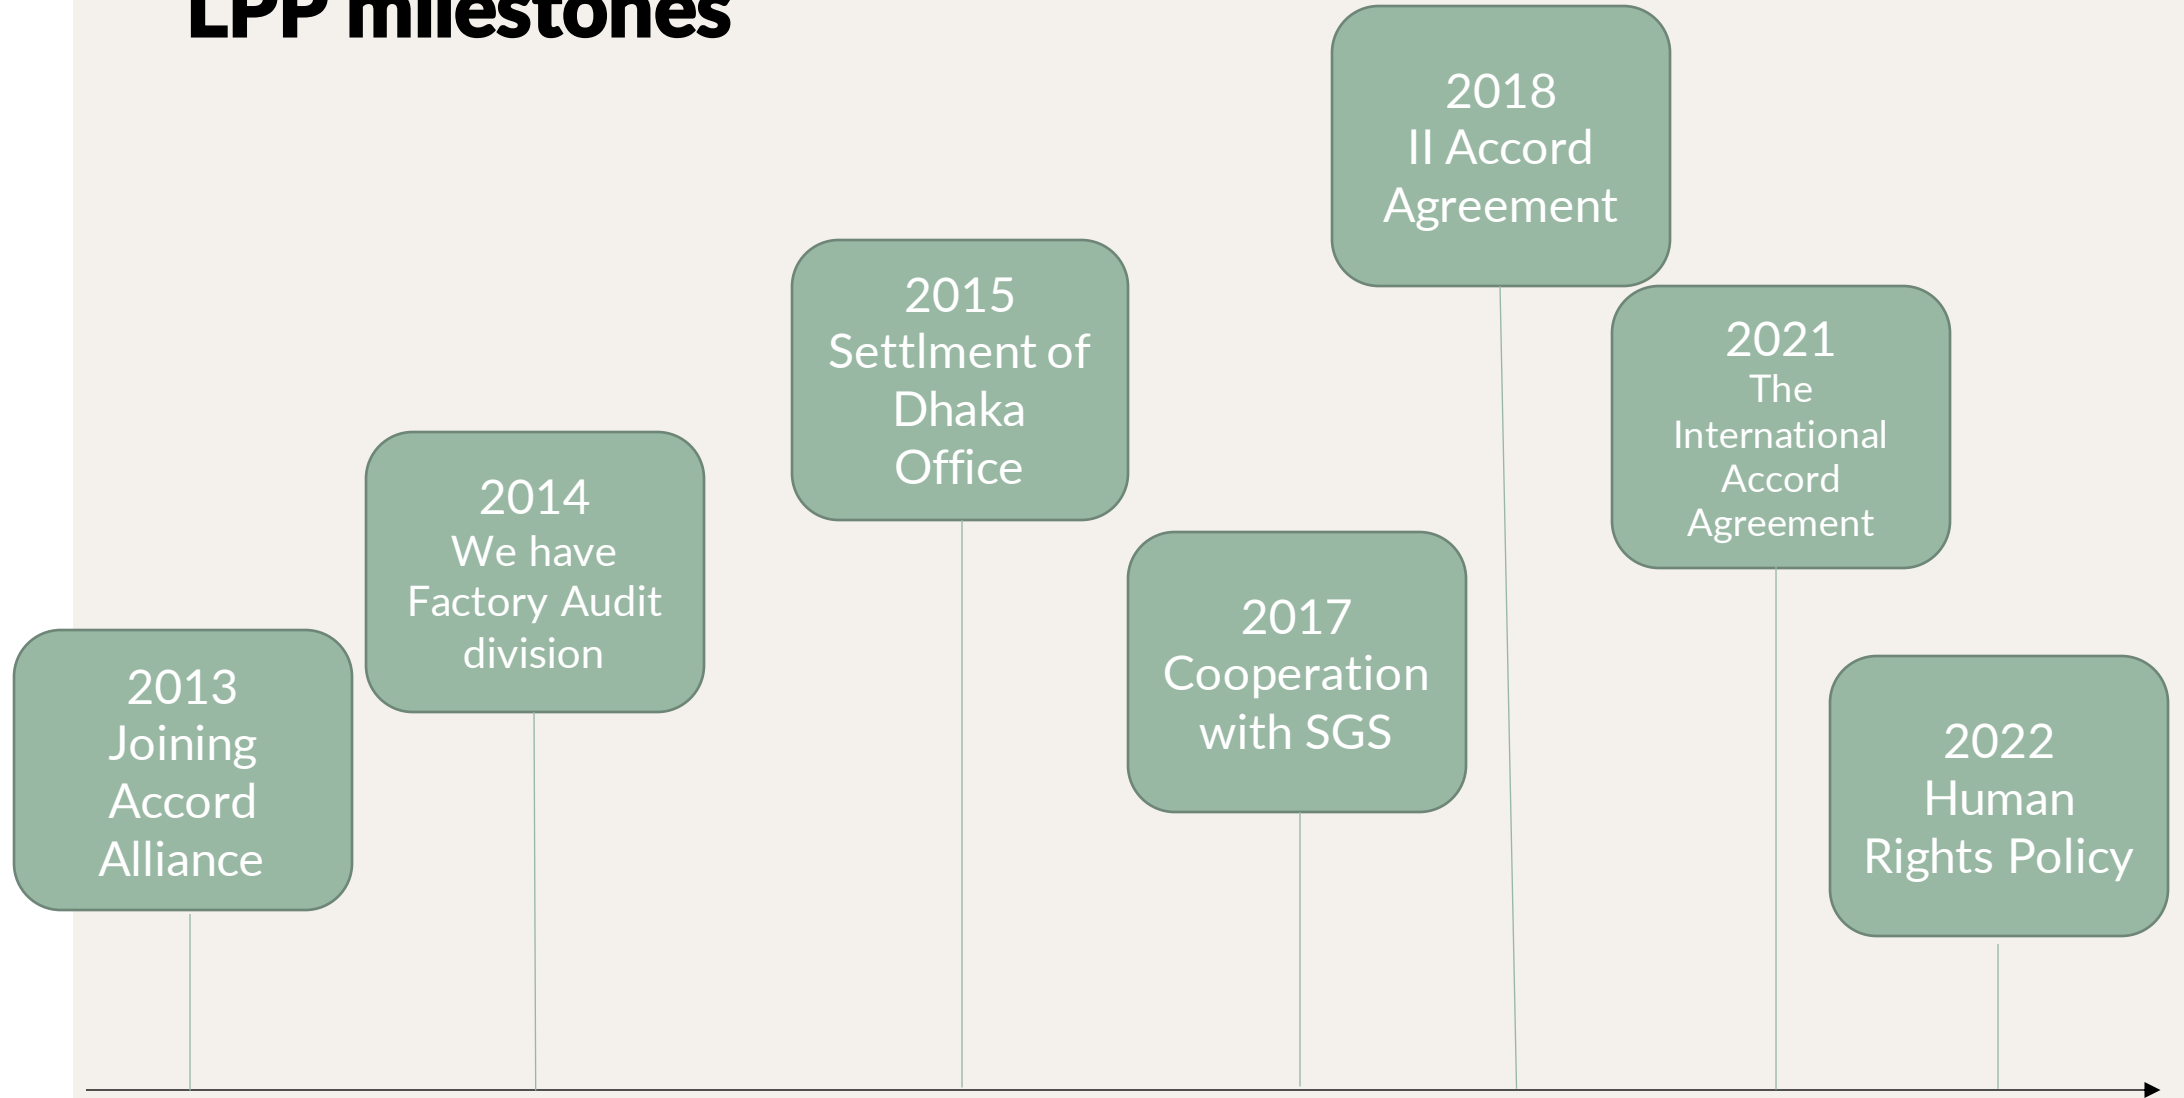 LPP milestones
2013
Joining
Accord
Alliance
2014
We have
Factory Audit
division
2015
Settlment of
Dhaka
Office
2017
Cooperation
with SGS
2018
II Accord
Agreement
2021
The
International
Accord
Agreement
2022
Human
Rights Policy